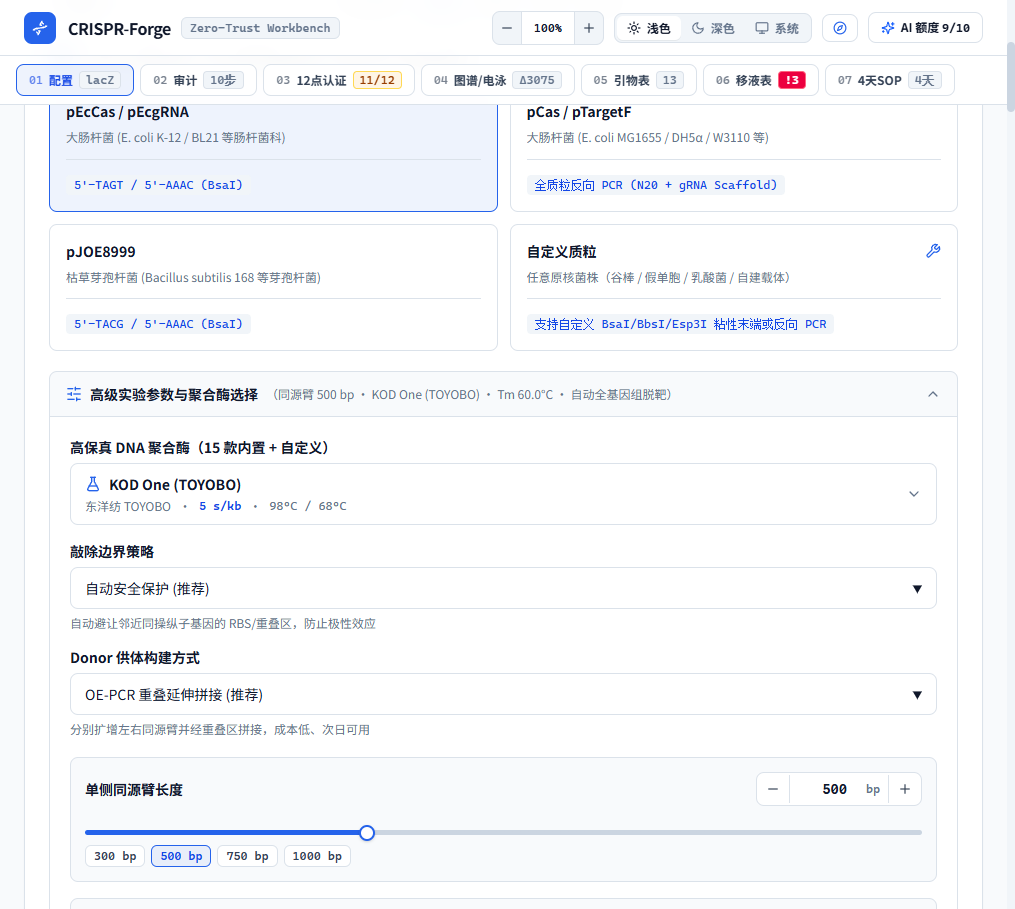 CRISPR-Forge
Zero-Trust Workbench
100%
浅色
深色
系统
AI 额度 9/10
01 配置 lacZ
02 审计 10步
03 12点认证 11/12
04 图谱/电泳 Δ3075
05 引物表 13
06 移液表 !3
07 4天SOP 4天
pEcCas / pEcgRNA
大肠杆菌 (E. coli K-12 / BL21 等肠杆菌科)
5'-TAGT / 5'-AAAC (BsaI)
pCas / pTargetF
大肠杆菌 (E. coli MG1655 / DH5α / W3110 等)
全质粒反向 PCR (N20 + gRNA Scaffold)
pJOE8999
枯草芽孢杆菌 (Bacillus subtilis 168 等芽孢杆菌)
5'-TACG / 5'-AAAC (BsaI)
自定义质粒
任意原核菌株（谷棒 / 假单胞 / 乳酸菌 / 自建载体）
支持自定义 BsaI/BbsI/Esp3I 粘性末端或反向 PCR
高级实验参数与聚合酶选择 （同源臂 500 bp · KOD One (TOYOBO) · Tm 60.0°C · 自动全基因组脱靶）
高保真 DNA 聚合酶（15 款内置 + 自定义）
KOD One (TOYOBO)
东洋纺 TOYOBO · 5 s/kb · 98°C / 68°C
敲除边界策略
自动安全保护 (推荐)
自动避让邻近同操纵子基因的 RBS/重叠区，防止极性效应
Donor 供体构建方式
OE-PCR 重叠延伸拼接 (推荐)
分别扩增左右同源臂并经重叠区拼接，成本低、次日可用
单侧同源臂长度
500 bp
300 bp
500 bp
750 bp
1000 bp